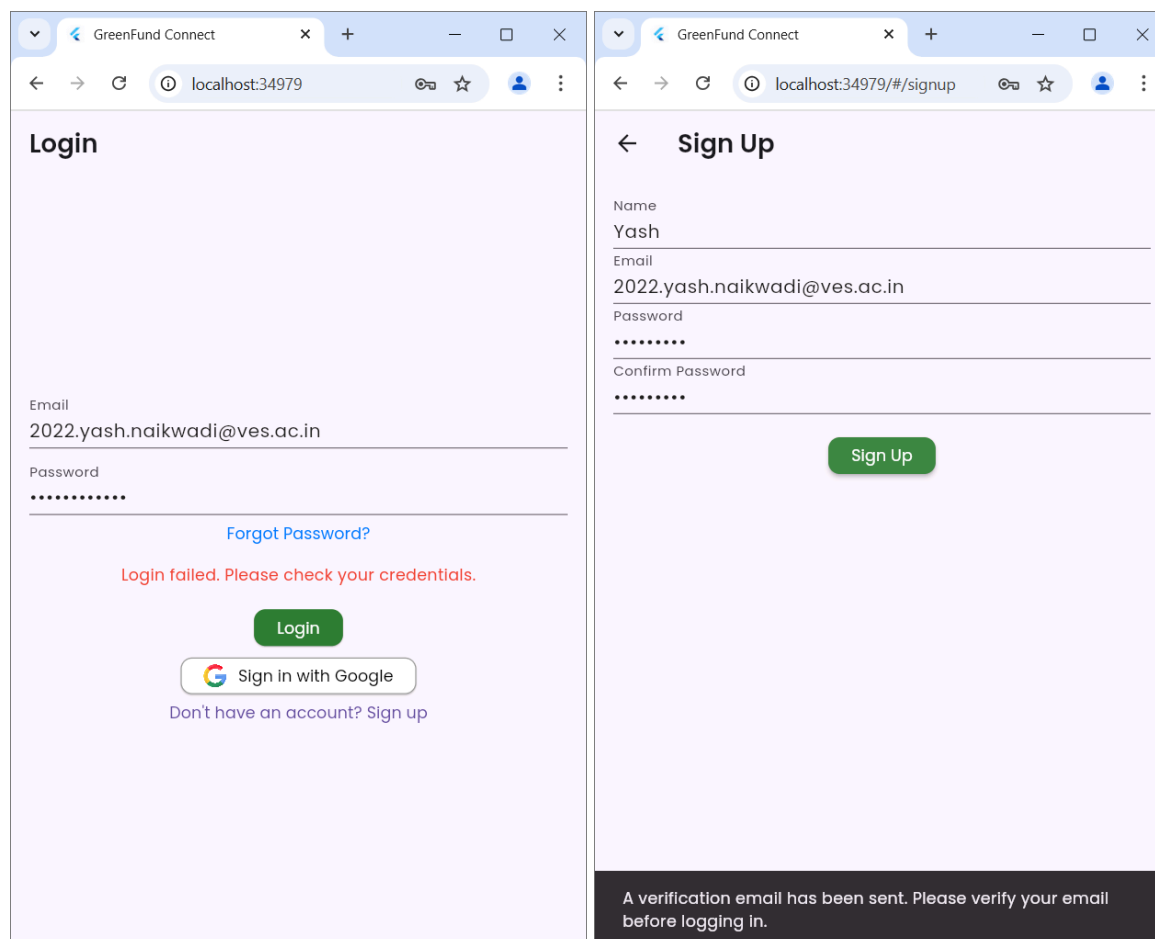 GreenFund Connect
localhost:34979
Login
Email
2022.yash.naikwadi@ves.ac.in
Password
••••••••••••
Forgot Password?
Login failed. Please check your credentials.
Login
Sign in with Google
Don't have an account? Sign up
GreenFund Connect
localhost:34979/#/signup
Sign Up
Name
Yash
Email
2022.yash.naikwadi@ves.ac.in
Password
•••••••••
Confirm Password
•••••••••
Sign Up
A verification email has been sent. Please verify your email
before logging in.